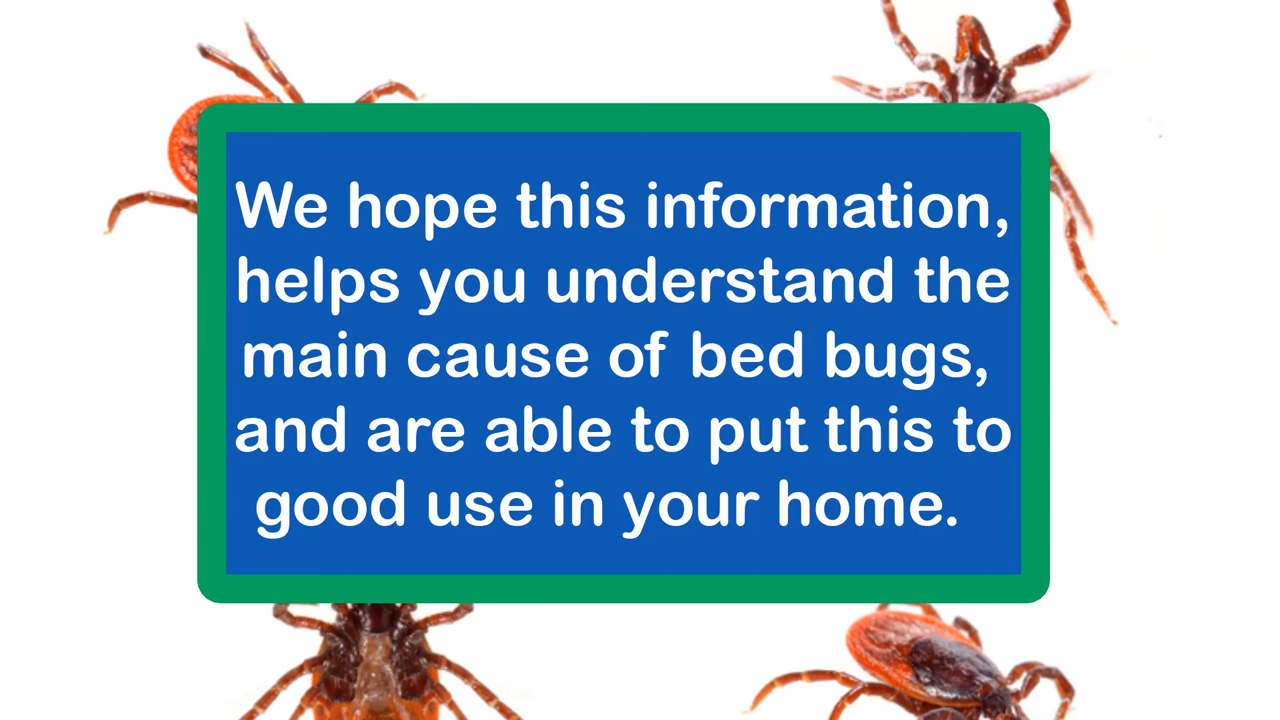 We hope this information,
helps you understand the
main cause of bed bugs,
and are able to put this to
good use in your home.